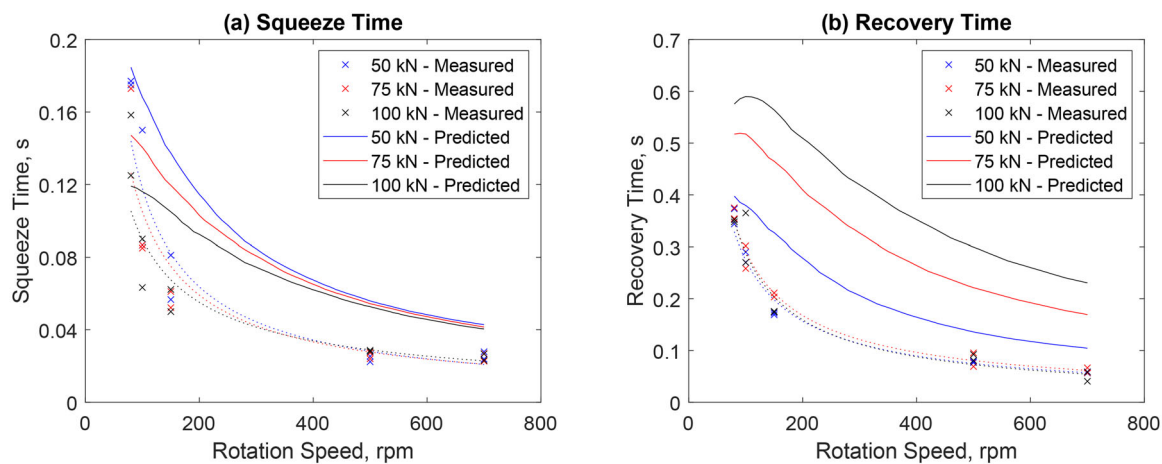 (a) Squeeze Time
0.2
0.16
0.12
0.08
0.04
0
Squeeze Time, s
50 kN - Measured
75 kN - Measured
100 kN - Measured
50 kN - Predicted
75 kN - Predicted
100 kN - Predicted
0 200 400 600 800
Rotation Speed, rpm
(b) Recovery Time
0.7
0.6
0.5
0.4
0.3
0.2
0.1
0
Recovery Time, s
50 kN - Measured
75 kN - Measured
100 kN - Measured
50 kN - Predicted
75 kN - Predicted
100 kN - Predicted
0 200 400 600 800
Rotation Speed, rpm